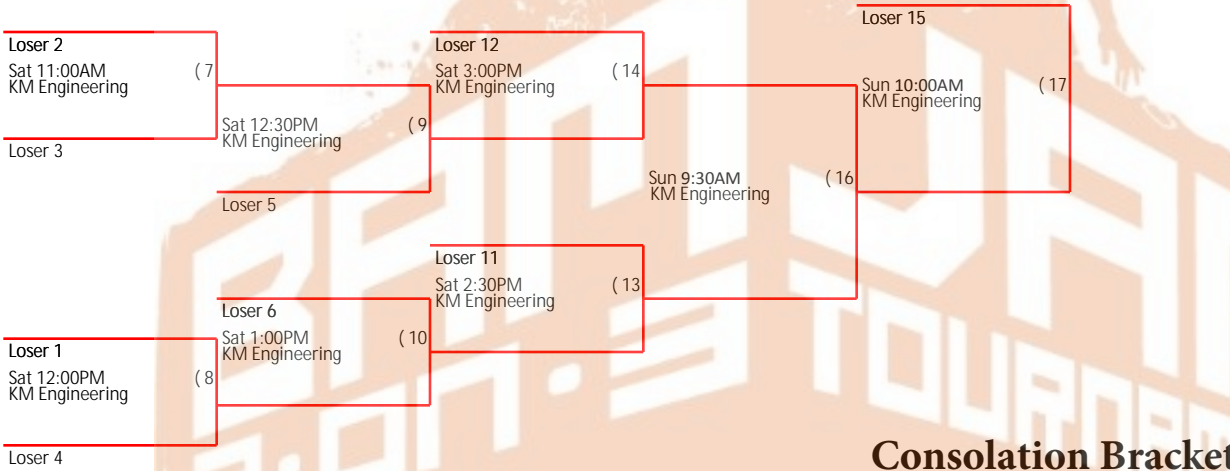 Loser 15
Loser 2
Loser 12
Sat 11:00AM
( 7
Sat 3:00PM
( 14
KM Engineering
KM Engineering
Sun 10:00AM
( 17
KM Engineering
Sat 12:30PM
( 9
KM Engineering
Loser 3
Sun 9:30AM
( 16
KM Engineering
Loser 5
Loser 11
Sat 2:30PM
( 13
KM Engineering
Loser 6
Sat 1:00PM
( 10
KM Engineering
Loser 1
Sat 12:00PM
( 8
KM Engineering
Loser 4
Consolation Bracket